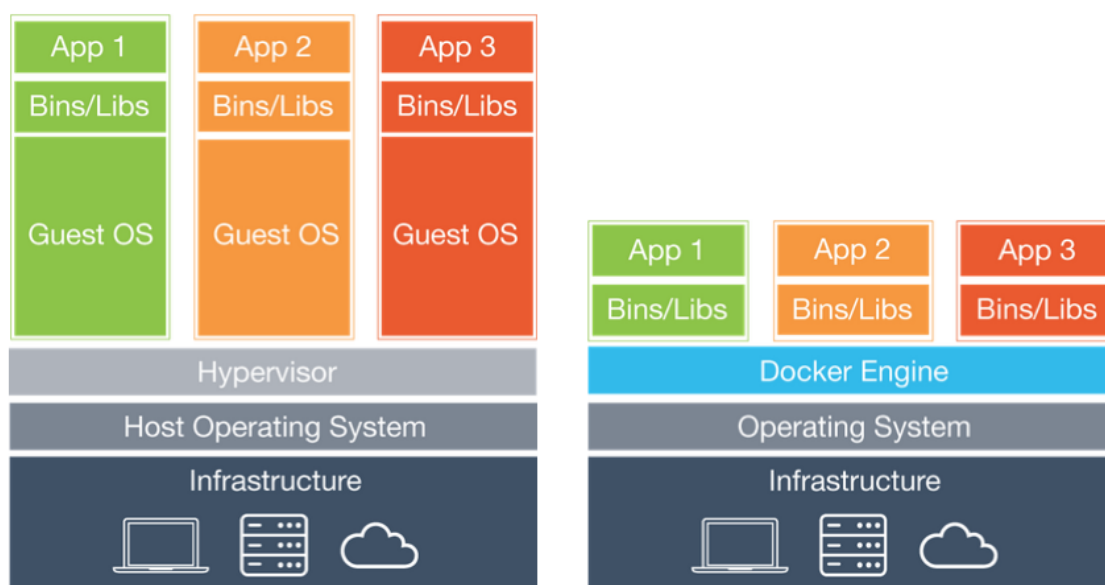 App 1
App 2
App 3
Bins/Libs
Bins/Libs
Bins/Libs
Guest OS
Guest OS
Guest OS
Hypervisor
Host Operating System
Infrastructure
App 1
App 2
App 3
Bins/Libs
Bins/Libs
Bins/Libs
Docker Engine
Operating System
Infrastructure